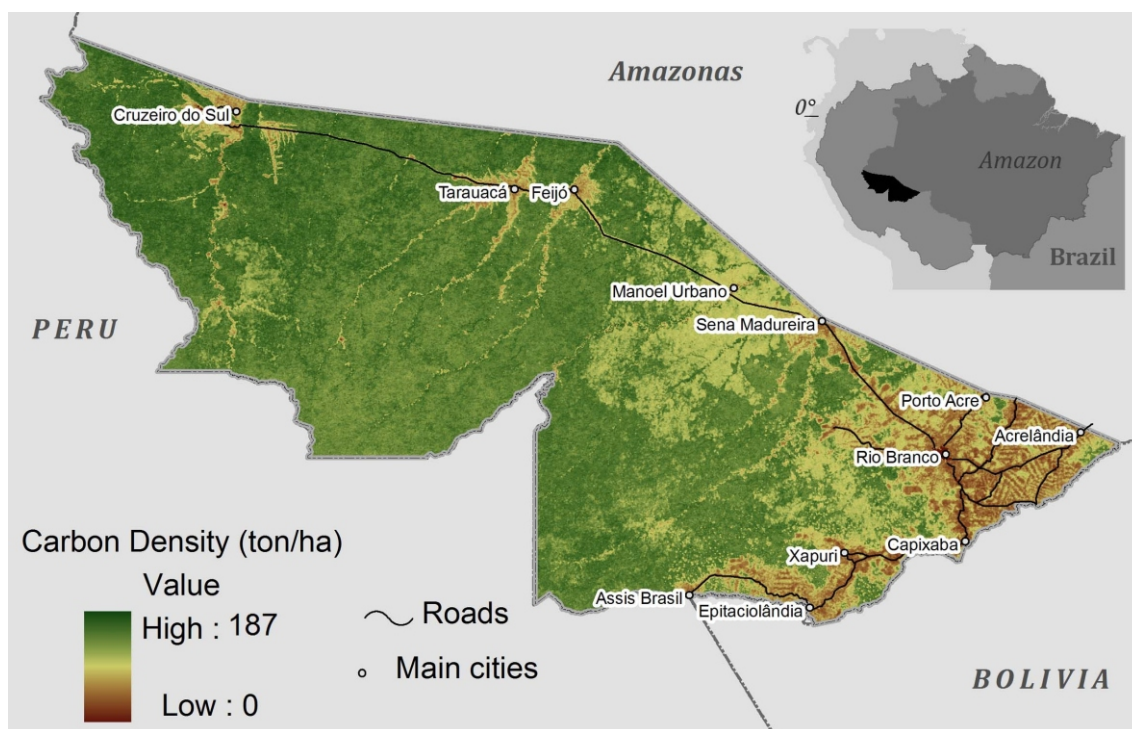 Amazonas
0°
Amazon
Brazil
Cruzeiro do Sul
Tarauacá
Feijó
PERU
Manoel Urbano
Sena Madureira
Porto Acre
Acrelândia
Rio Branco
Xapuri
Capixaba
Assis Brasil
Epitaciolândia
BOLIVIA
Carbon Density (ton/ha)
Value
High : 187
Low : 0
Roads
Main cities